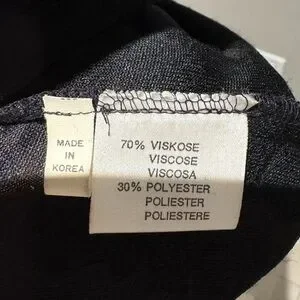 MADE
IN
KOREA
70% VISKOSE
VISCOSE
VISCOSA
30% POLYESTER
POLIESTER
POLIESTERE